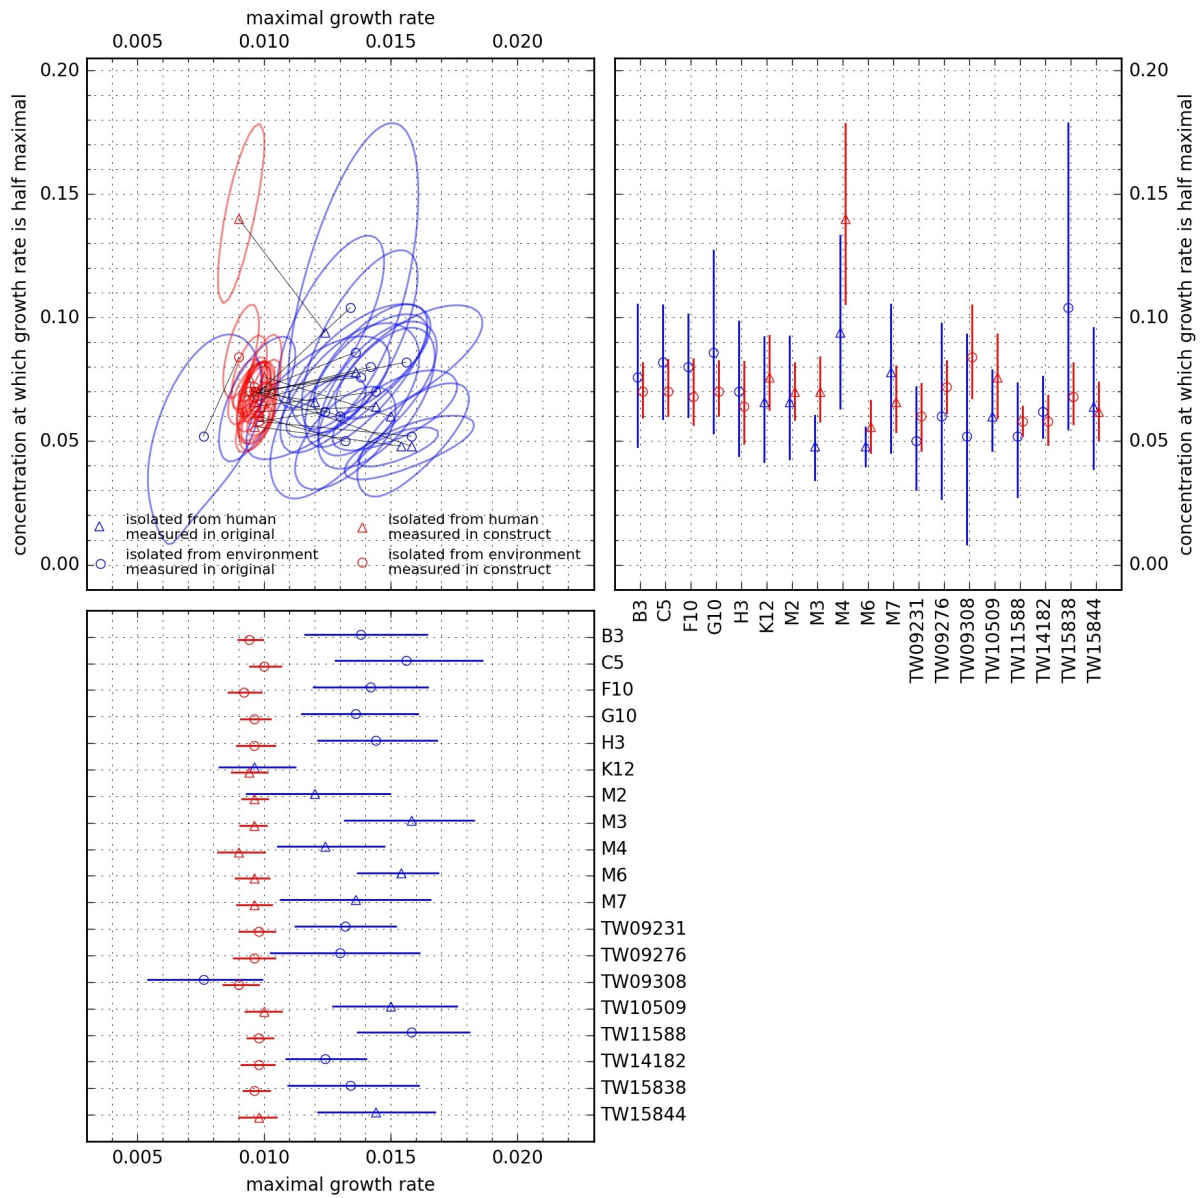 maximal growth rate
0.005 0.010 0.015 0.020
0.20 0.20
0.15 0.15
0.10 0.10
0.05 0.05
0.00 0.00
concentration at which growth rate is half maximal
concentration at which growth rate is half maximal
isolated from human
measured in original
isolated from environment
measured in original
isolated from human
measured in construct
isolated from environment
measured in construct
B3
C5
F10
G10
H3
K12
M2
M3
M4
M6
M7
TW09231
TW09276
TW09308
TW10509
TW11588
TW14182
TW15838
TW15844
B3
C5
F10
G10
H3
K12
M2
M3
M4
M6
M7
TW09231
TW09276
TW09308
TW10509
TW11588
TW14182
TW15838
TW15844
0.005 0.010 0.015 0.020
maximal growth rate